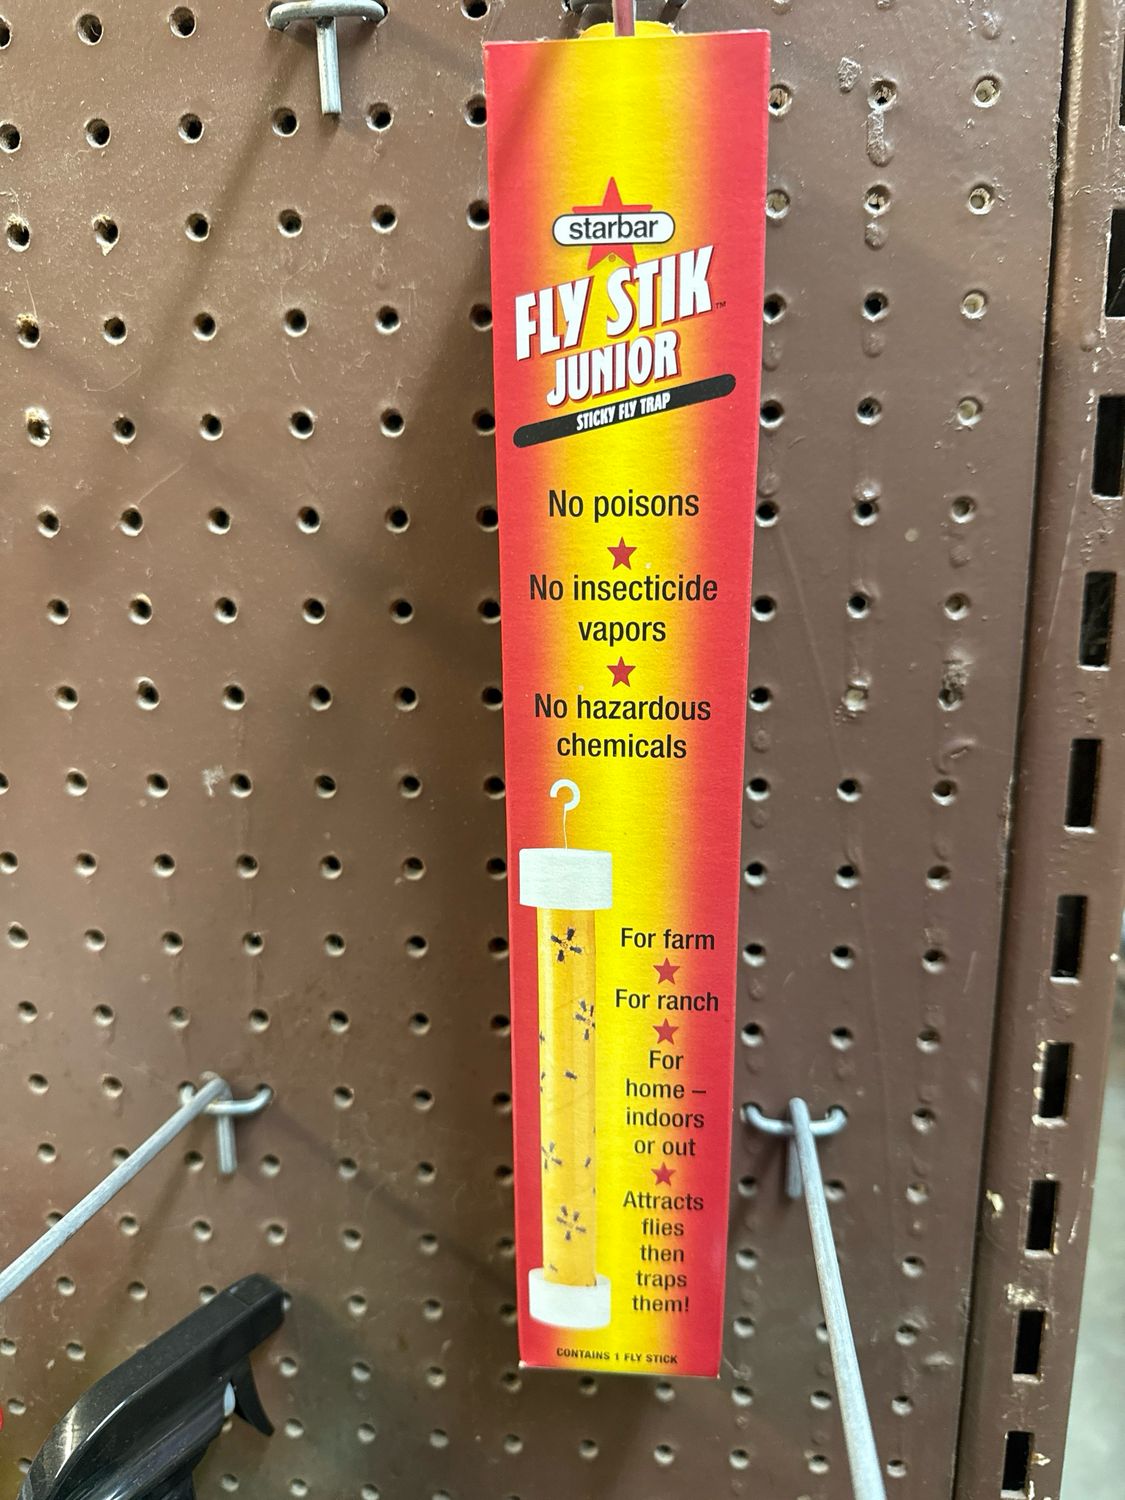 starbar
®
FLY STIK™
JUNIOR
STICKY FLY TRAP
No poisons
No insecticide
vapors
No hazardous
chemicals
For farm
For ranch
For
home –
indoors
or out
Attracts
flies
then
traps
them!
CONTAINS 1 FLY STICK